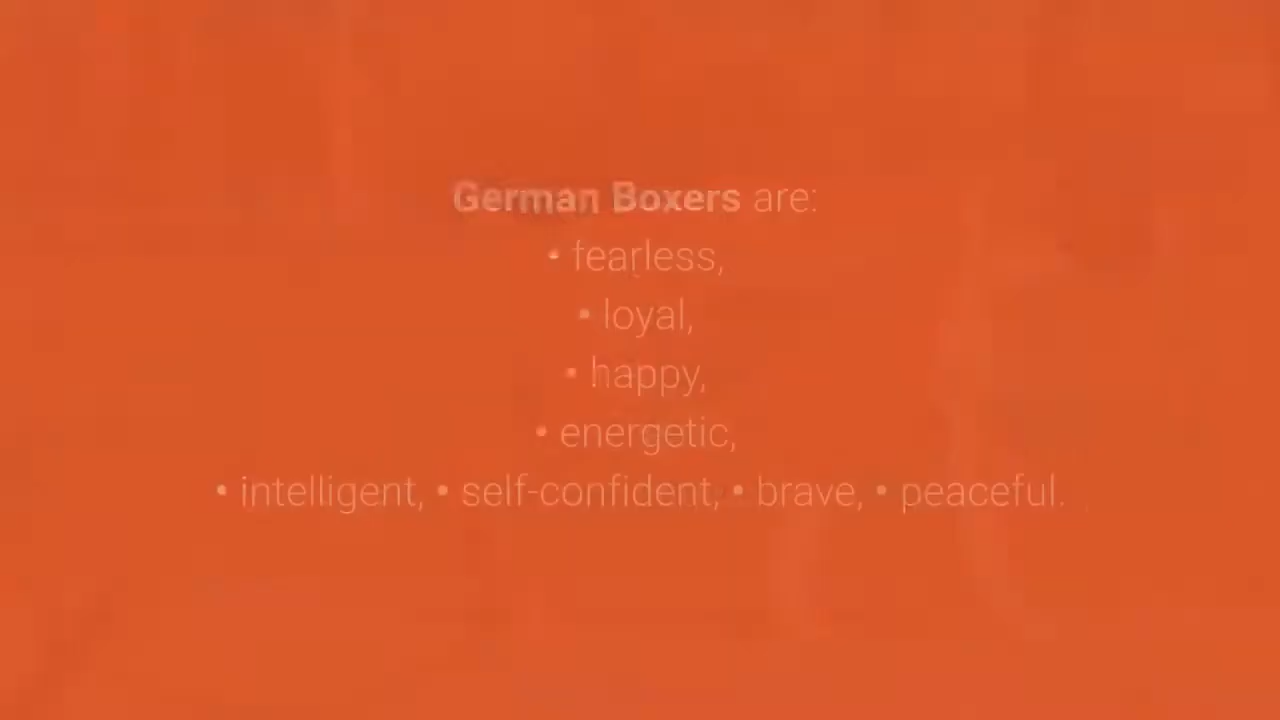 German Boxers are:
• fearless,
• loyal,
• happy,
• energetic,
• intelligent, • self-confident, • brave, • peaceful.